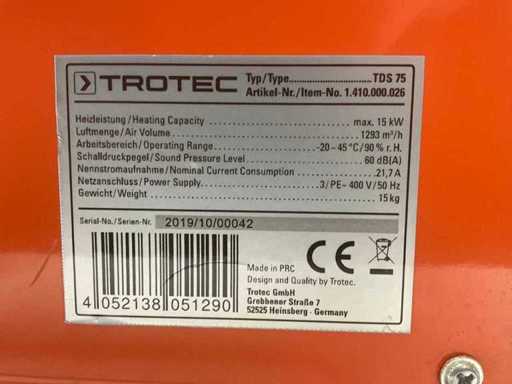 TROTEC
Typ/Type TDS 75
Artikel-Nr./Item-No. 1.410.000.026
Heizleistung / Heating Capacity max. 15 kW
Luftmenge / Air Volume 1293 m³/h
Arbeitsbereich / Operating Range -20–45 °C/90 % r. H.
Schalldruckpegel / Sound Pressure Level 60 dB(A)
Nennstromaufnahme / Nominal Current Consumption 21,7 A
Netzanschluss / Power Supply 3 / PE~ 400 V / 50 Hz
Gewicht / Weight 15 kg
Serial-No./Serien-Nr. 2019/10/00042
4 052138 051290
CE
Made in PRC
Design and Quality by Trotec.
Trotec GmbH
Grebbener Straße 7
52525 Heinsberg - Germany